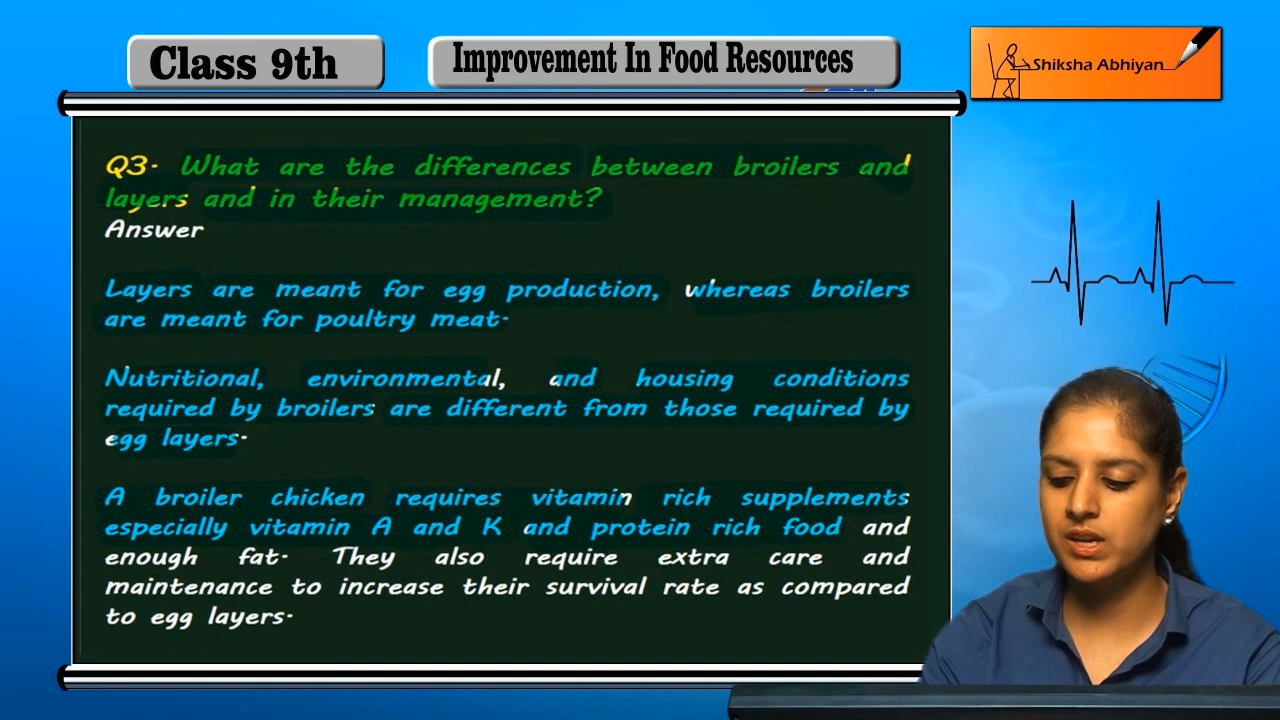 Class 9th
Improvement In Food Resources
Shiksha Abhiyan
Q3- What are the differences between broilers and
layers and in their management?
Answer
Layers are meant for egg production, whereas broilers
are meant for poultry meat.
Nutritional, environmental, and housing conditions
required by broilers are different from those required by
egg layers.
A broiler chicken requires vitamin rich supplements
especially vitamin A and K and protein rich food and
enough fat. They also require extra care and
maintenance to increase their survival rate as compared
to egg layers.